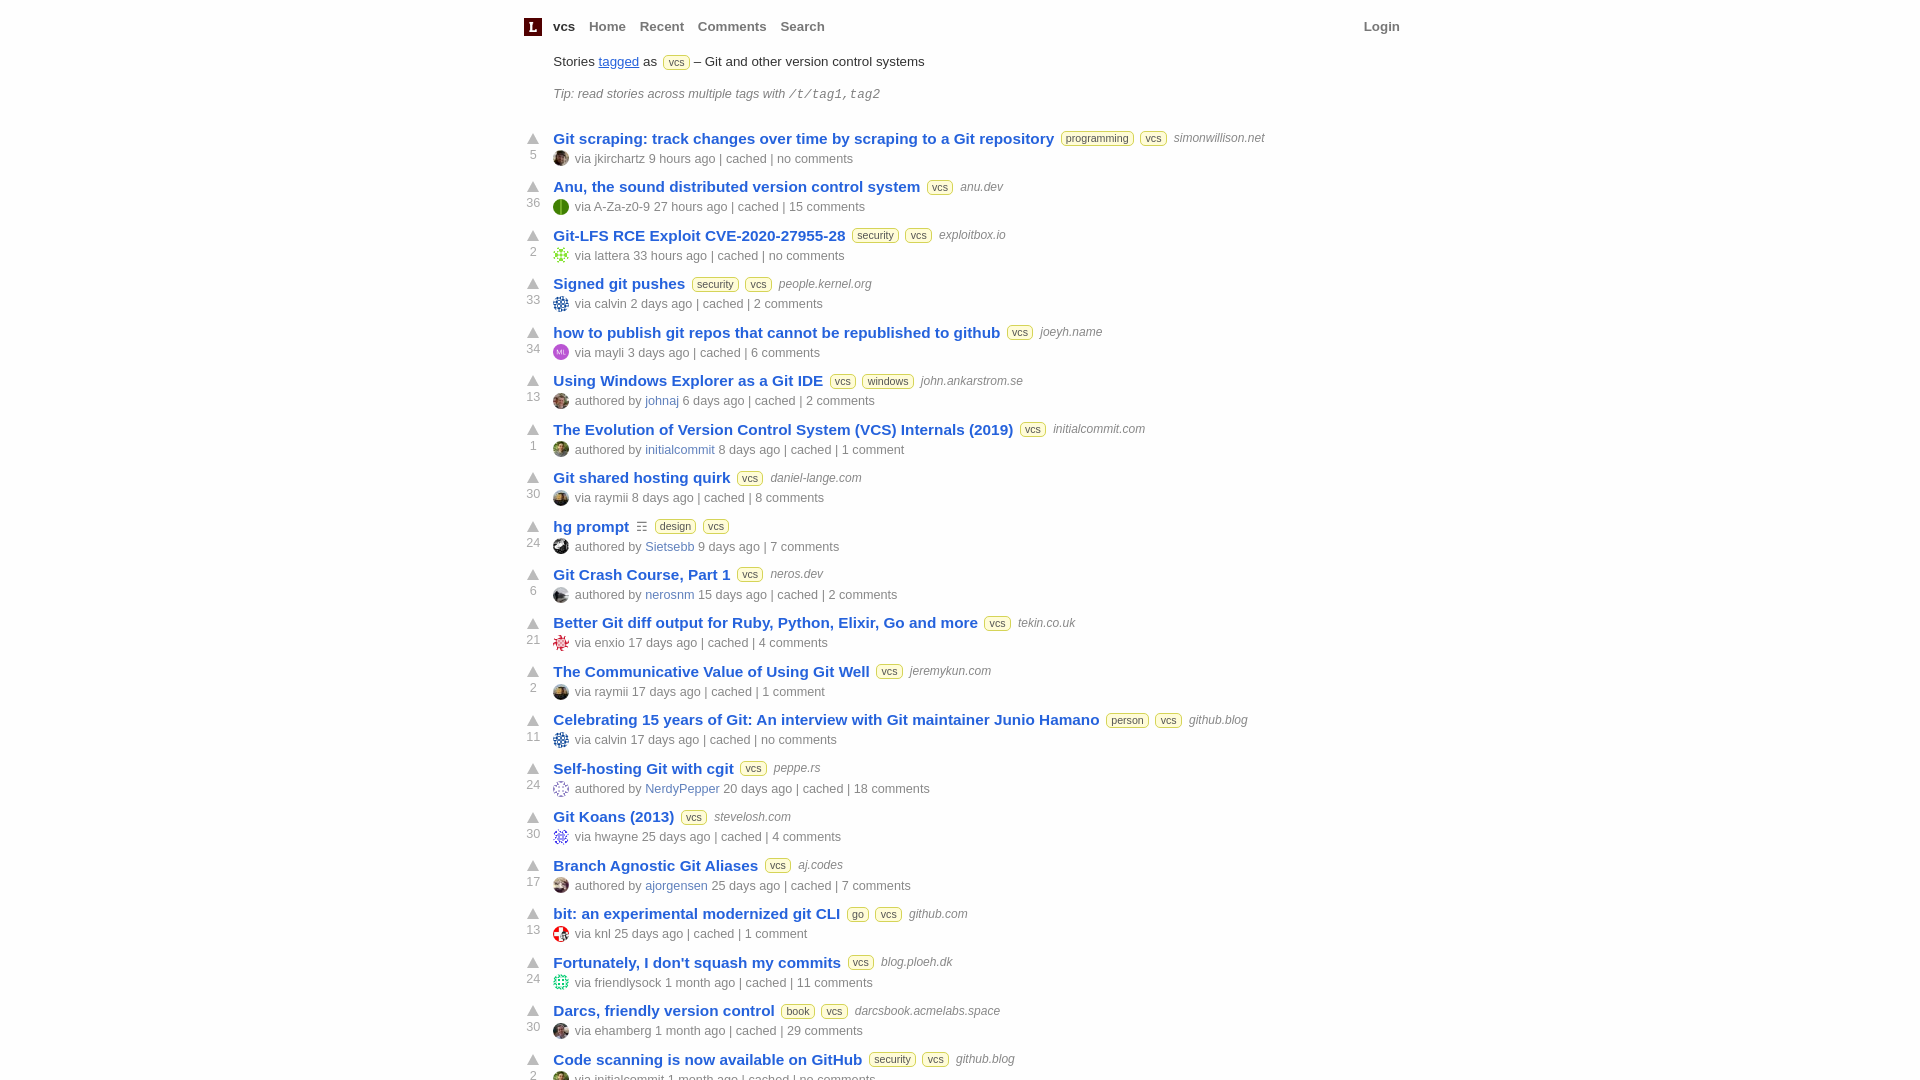 L vcs Home Recent Comments Search Login
Stories tagged as vcs – Git and other version control systems
Tip: read stories across multiple tags with /t/tag1,tag2
Git scraping: track changes over time by scraping to a Git repository programming vcs simonwillison.net
5 via jkirchartz 9 hours ago | cached | no comments
Anu, the sound distributed version control system vcs anu.dev
36 via A-Za-z0-9 27 hours ago | cached | 15 comments
Git-LFS RCE Exploit CVE-2020-27955-28 security vcs exploitbox.io
2 via lattera 33 hours ago | cached | no comments
Signed git pushes security vcs people.kernel.org
33 via calvin 2 days ago | cached | 2 comments
how to publish git repos that cannot be republished to github vcs joeyh.name
34 ML via mayli 3 days ago | cached | 6 comments
Using Windows Explorer as a Git IDE vcs windows john.ankarstrom.se
13 authored by johnaj 6 days ago | cached | 2 comments
The Evolution of Version Control System (VCS) Internals (2019) vcs initialcommit.com
1 authored by initialcommit 8 days ago | cached | 1 comment
Git shared hosting quirk vcs daniel-lange.com
30 via raymii 8 days ago | cached | 8 comments
hg prompt ☶ design vcs
24 authored by Sietsebb 9 days ago | 7 comments
Git Crash Course, Part 1 vcs neros.dev
6 authored by nerosnm 15 days ago | cached | 2 comments
Better Git diff output for Ruby, Python, Elixir, Go and more vcs tekin.co.uk
21 via enxio 17 days ago | cached | 4 comments
The Communicative Value of Using Git Well vcs jeremykun.com
2 via raymii 17 days ago | cached | 1 comment
Celebrating 15 years of Git: An interview with Git maintainer Junio Hamano person vcs github.blog
11 via calvin 17 days ago | cached | no comments
Self-hosting Git with cgit vcs peppe.rs
24 authored by NerdyPepper 20 days ago | cached | 18 comments
Git Koans (2013) vcs stevelosh.com
30 via hwayne 25 days ago | cached | 4 comments
Branch Agnostic Git Aliases vcs aj.codes
17 authored by ajorgensen 25 days ago | cached | 7 comments
bit: an experimental modernized git CLI go vcs github.com
13 via knl 25 days ago | cached | 1 comment
Fortunately, I don't squash my commits vcs blog.ploeh.dk
24 via friendlysock 1 month ago | cached | 11 comments
Darcs, friendly version control book vcs darcsbook.acmelabs.space
30 via ehamberg 1 month ago | cached | 29 comments
Code scanning is now available on GitHub security vcs github.blog
2 via initialcommit 1 month ago | cached | no comments